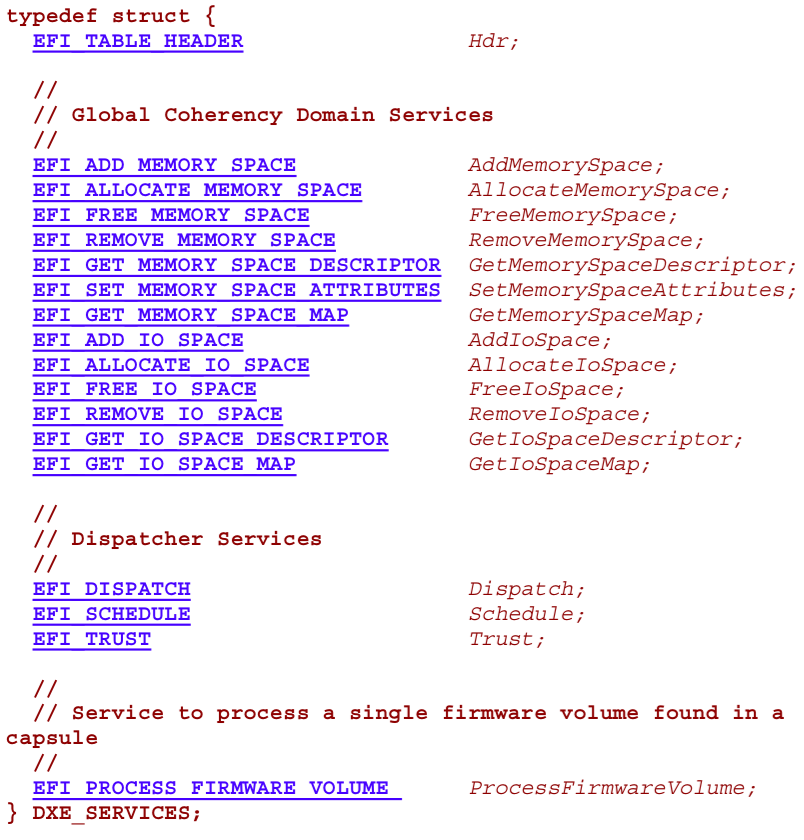 typedef struct {
  EFI_TABLE_HEADER                 Hdr;

  //
  // Global Coherency Domain Services
  //
  EFI_ADD_MEMORY_SPACE             AddMemorySpace;
  EFI_ALLOCATE_MEMORY_SPACE        AllocateMemorySpace;
  EFI_FREE_MEMORY_SPACE            FreeMemorySpace;
  EFI_REMOVE_MEMORY_SPACE          RemoveMemorySpace;
  EFI_GET_MEMORY_SPACE_DESCRIPTOR  GetMemorySpaceDescriptor;
  EFI_SET_MEMORY_SPACE_ATTRIBUTES  SetMemorySpaceAttributes;
  EFI_GET_MEMORY_SPACE_MAP         GetMemorySpaceMap;
  EFI_ADD_IO_SPACE                 AddIoSpace;
  EFI_ALLOCATE_IO_SPACE            AllocateIoSpace;
  EFI_FREE_IO_SPACE                FreeIoSpace;
  EFI_REMOVE_IO_SPACE              RemoveIoSpace;
  EFI_GET_IO_SPACE_DESCRIPTOR      GetIoSpaceDescriptor;
  EFI_GET_IO_SPACE_MAP             GetIoSpaceMap;

  //
  // Dispatcher Services
  //
  EFI_DISPATCH                     Dispatch;
  EFI_SCHEDULE                     Schedule;
  EFI_TRUST                        Trust;

  //
  // Service to process a single firmware volume found in a
capsule
  //
  EFI_PROCESS_FIRMWARE_VOLUME      ProcessFirmwareVolume;
} DXE_SERVICES;